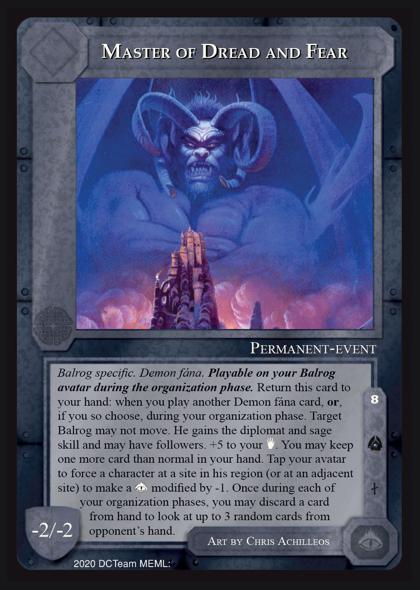 Master of Dread and Fear
Permanent-event
Balrog specific. Demon fána. Playable on your Balrog
avatar during the organization phase. Return this card to
your hand: when you play another Demon fána card, or,
if you so choose, during your organization phase. Target
Balrog may not move. He gains the diplomat and sage
skill and may have followers. +5 to your You may keep
one more card than normal in your hand. Tap your avatar
to force a character at a site in his region (or at an adjacent
site) to make a modified by -1. Once during each of
your organization phases, you may discard a card
from hand to look at up to 3 random cards from
opponent's hand.
8
-2/-2
Art by Chris Achilleos
2020 DCTeam MEML: